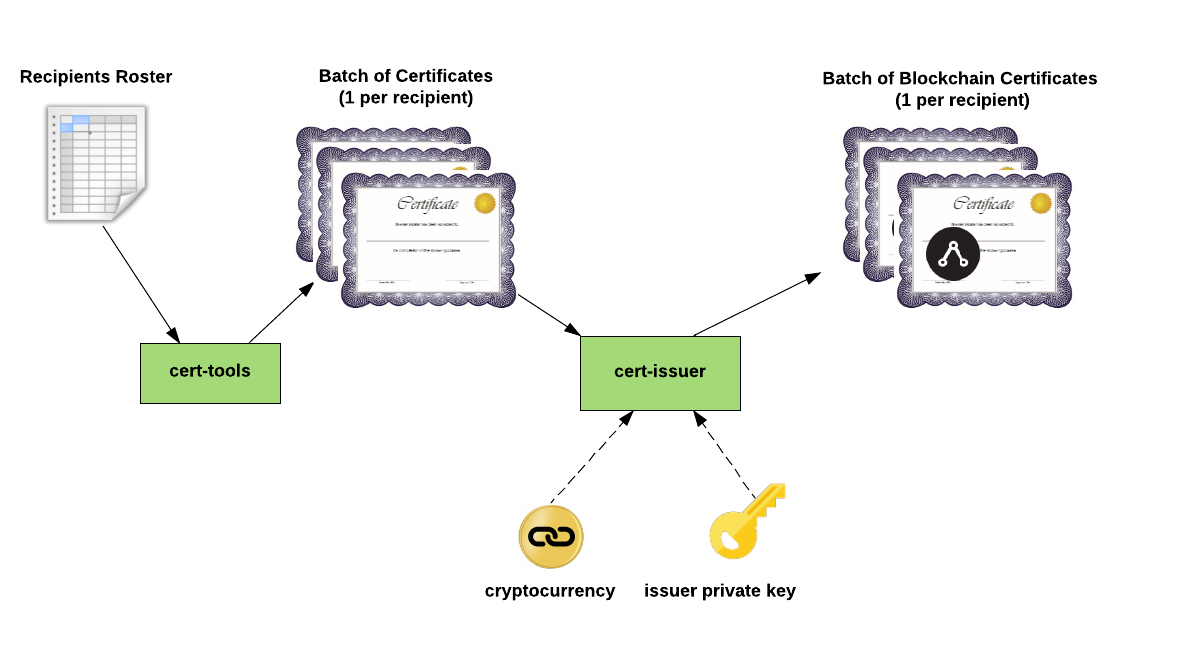 Recipients Roster
Batch of Certificates
(1 per recipient)
Batch of Blockchain Certificates
(1 per recipient)
Certificate
Certificate
cert-tools
cert-issuer
cryptocurrency
issuer private key